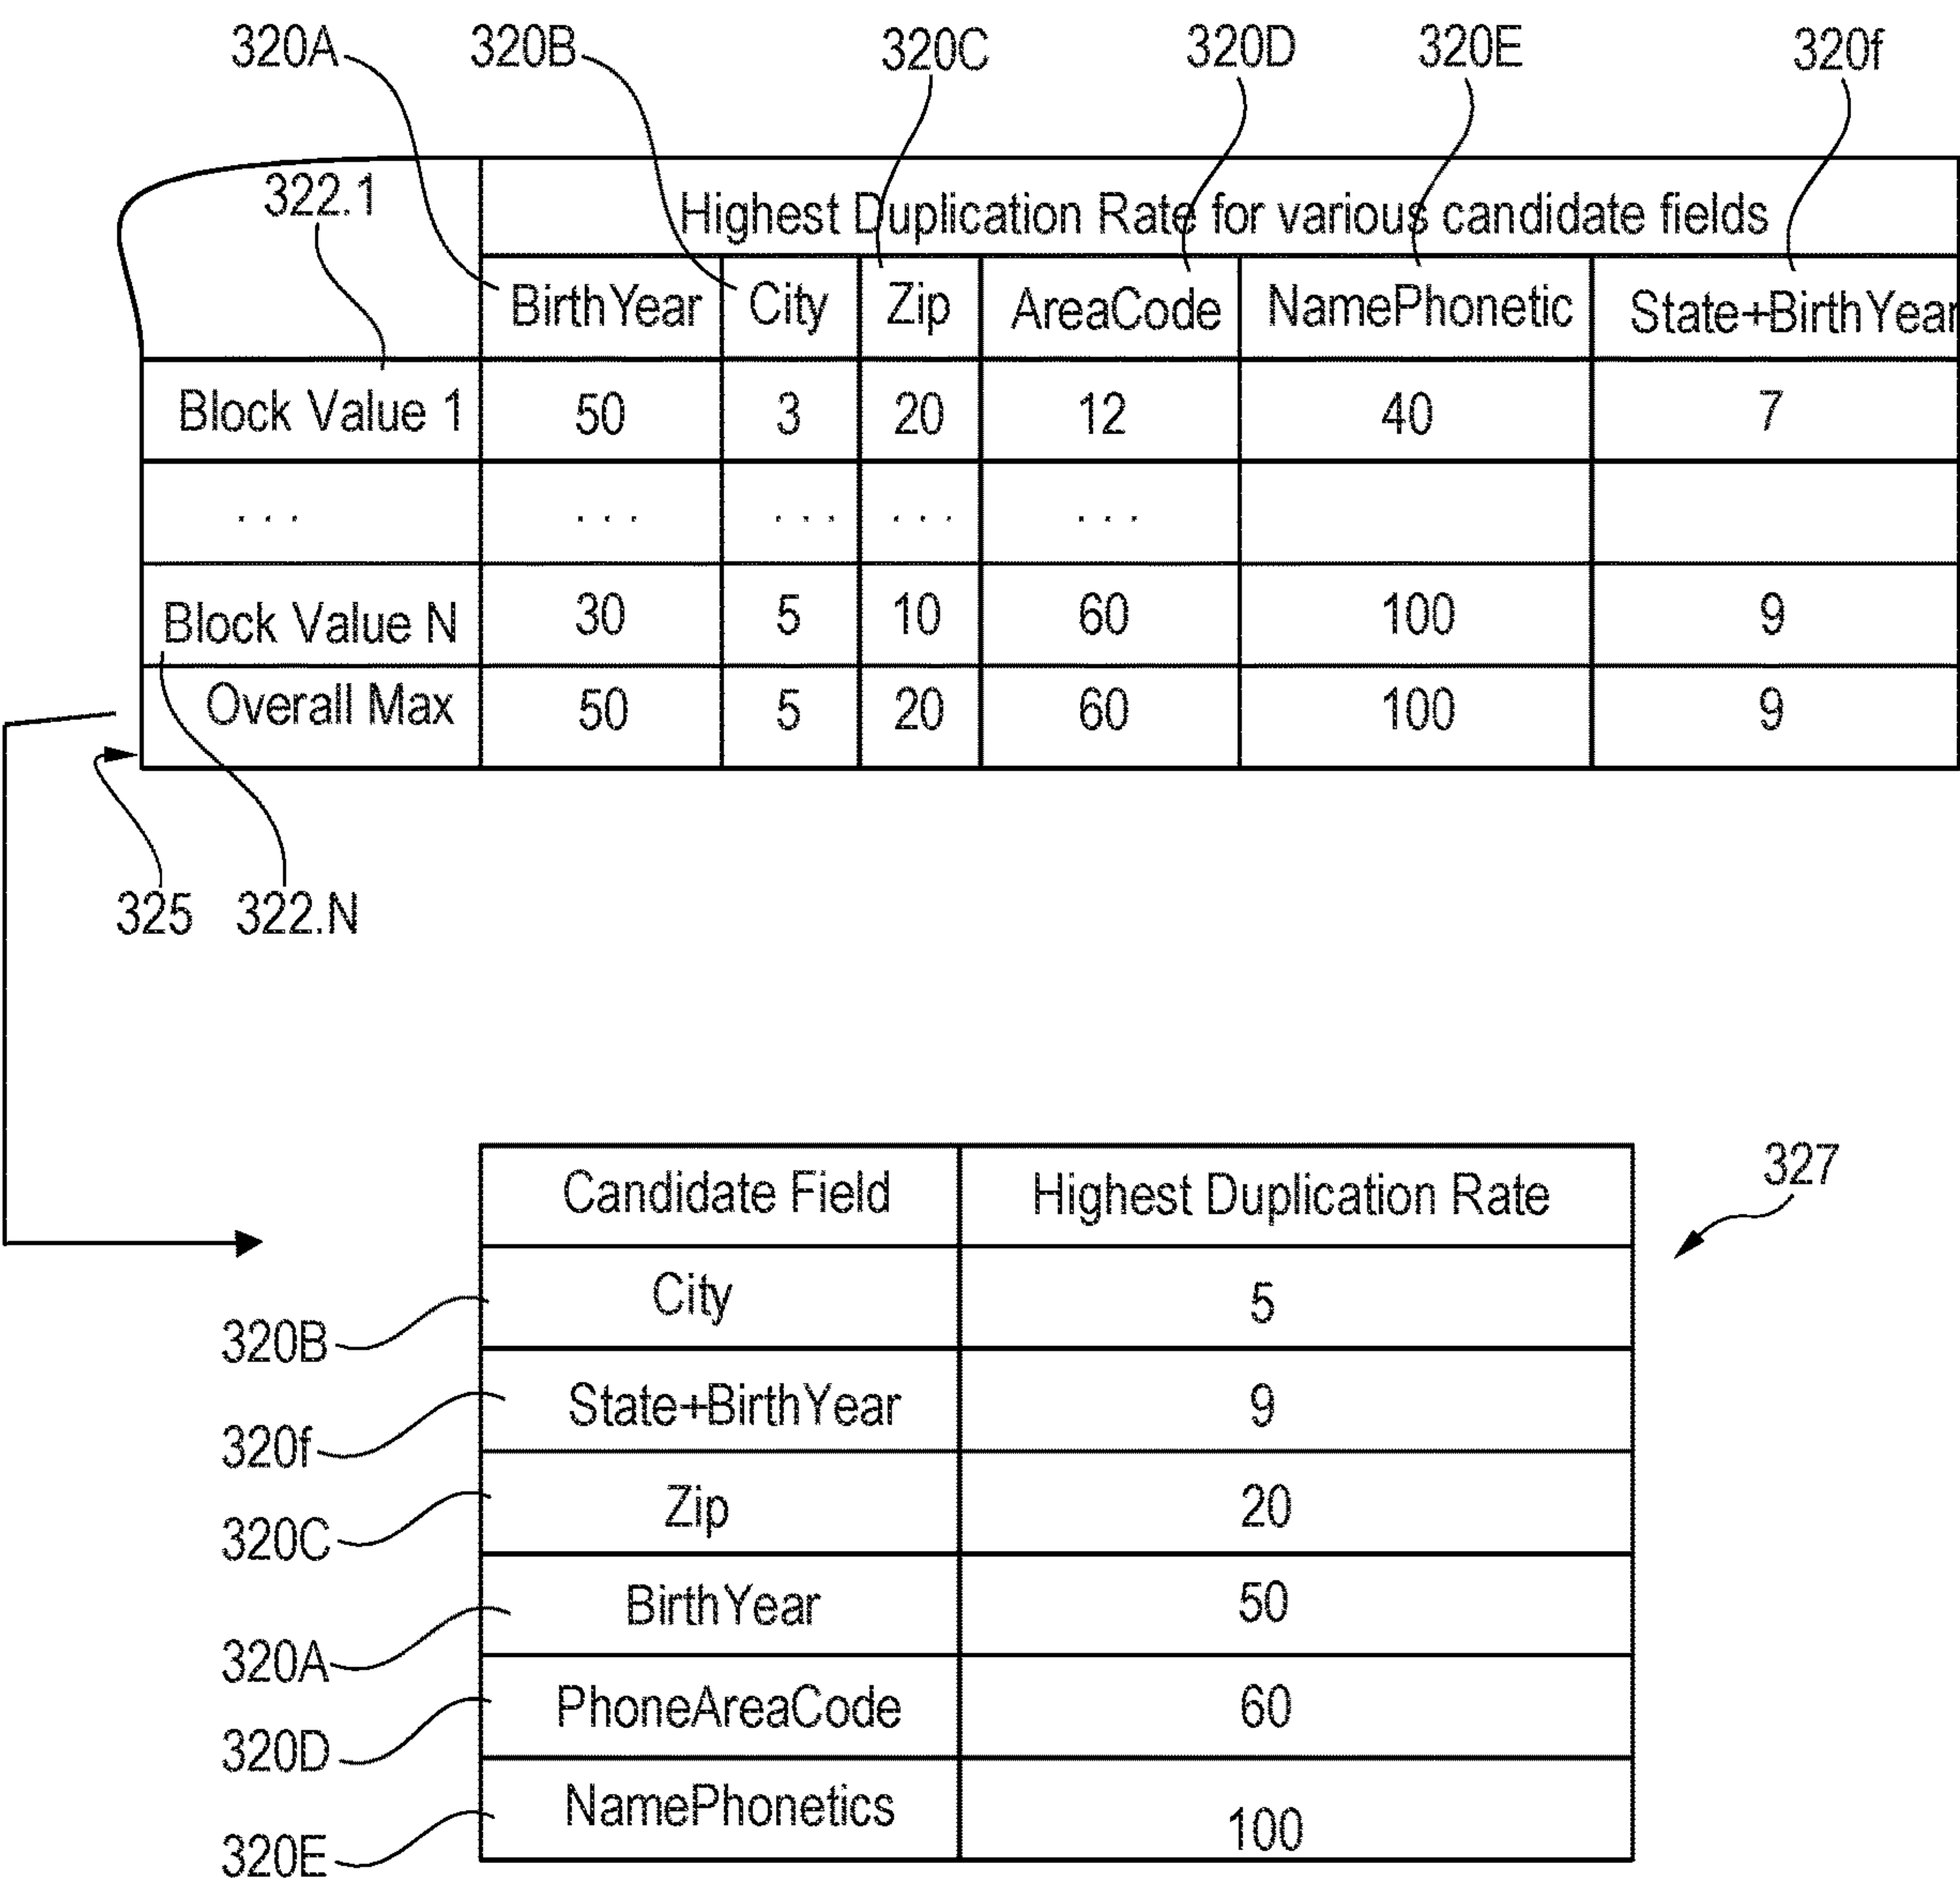 320A 320B 320C 320D 320E 320f
322.1
Highest Duplication Rate for various candidate fields
BirthYear City Zip AreaCode NamePhonetic State+BirthYear
Block Value 1 50 3 20 12 40 7
... ... ... ... ...
Block Value N 30 5 10 60 100 9
Overall Max 50 5 20 60 100 9
325 322.N
327
Candidate Field Highest Duplication Rate
City 5
320B
State+BirthYear 9
320f
Zip 20
320C
BirthYear 50
320A
PhoneAreaCode 60
320D
NamePhonetics 100
320E